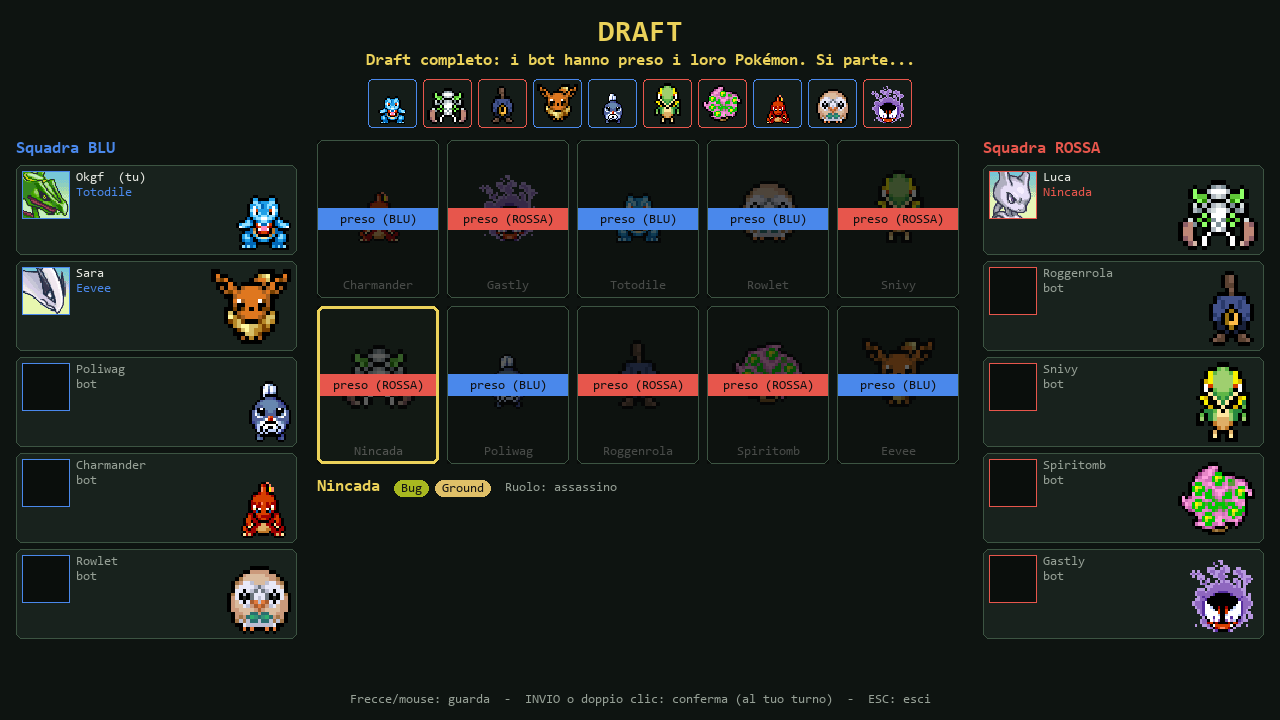 DRAFT
Draft completo: i bot hanno preso i loro Pokémon. Si parte...
Squadra BLU
Okgf (tu)
Totodile
Sara
Eevee
Poliwag
bot
Charmander
bot
Rowlet
bot
preso (BLU)
Charmander
preso (ROSSA)
Gastly
preso (BLU)
Totodile
preso (BLU)
Rowlet
preso (ROSSA)
Snivy
preso (ROSSA)
Nincada
preso (BLU)
Poliwag
preso (ROSSA)
Roggenrola
preso (ROSSA)
Spiritomb
preso (BLU)
Eevee
Nincada Bug Ground Ruolo: assassino
Squadra ROSSA
Luca
Nincada
Roggenrola
bot
Snivy
bot
Spiritomb
bot
Gastly
bot
Frecce/mouse: guarda - INVIO o doppio clic: conferma (al tuo turno) - ESC: esci